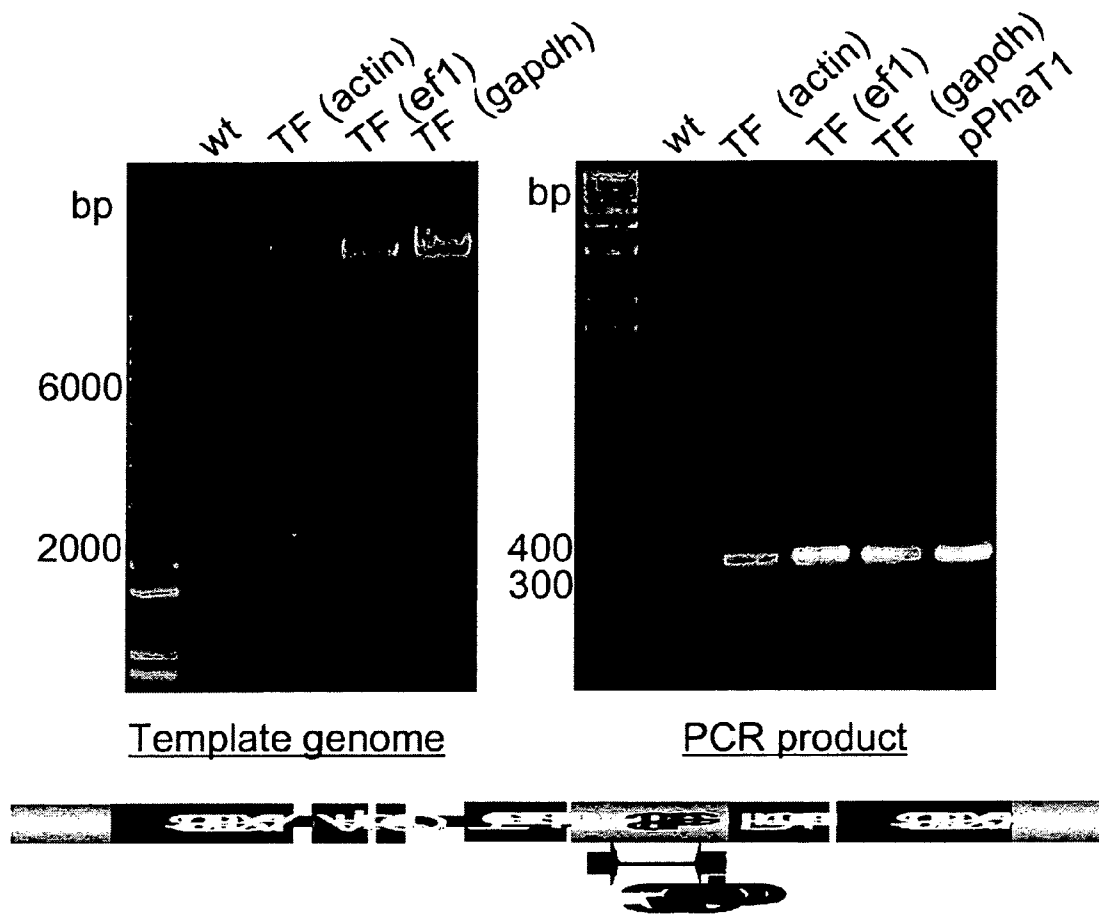 wt TF (actin) TF (ef1) TF (gapdh)
bp
6000
2000
wt TF (actin) TF (ef1) TF (gapdh) pPhaT1
bp
400
300
Template genome
PCR product